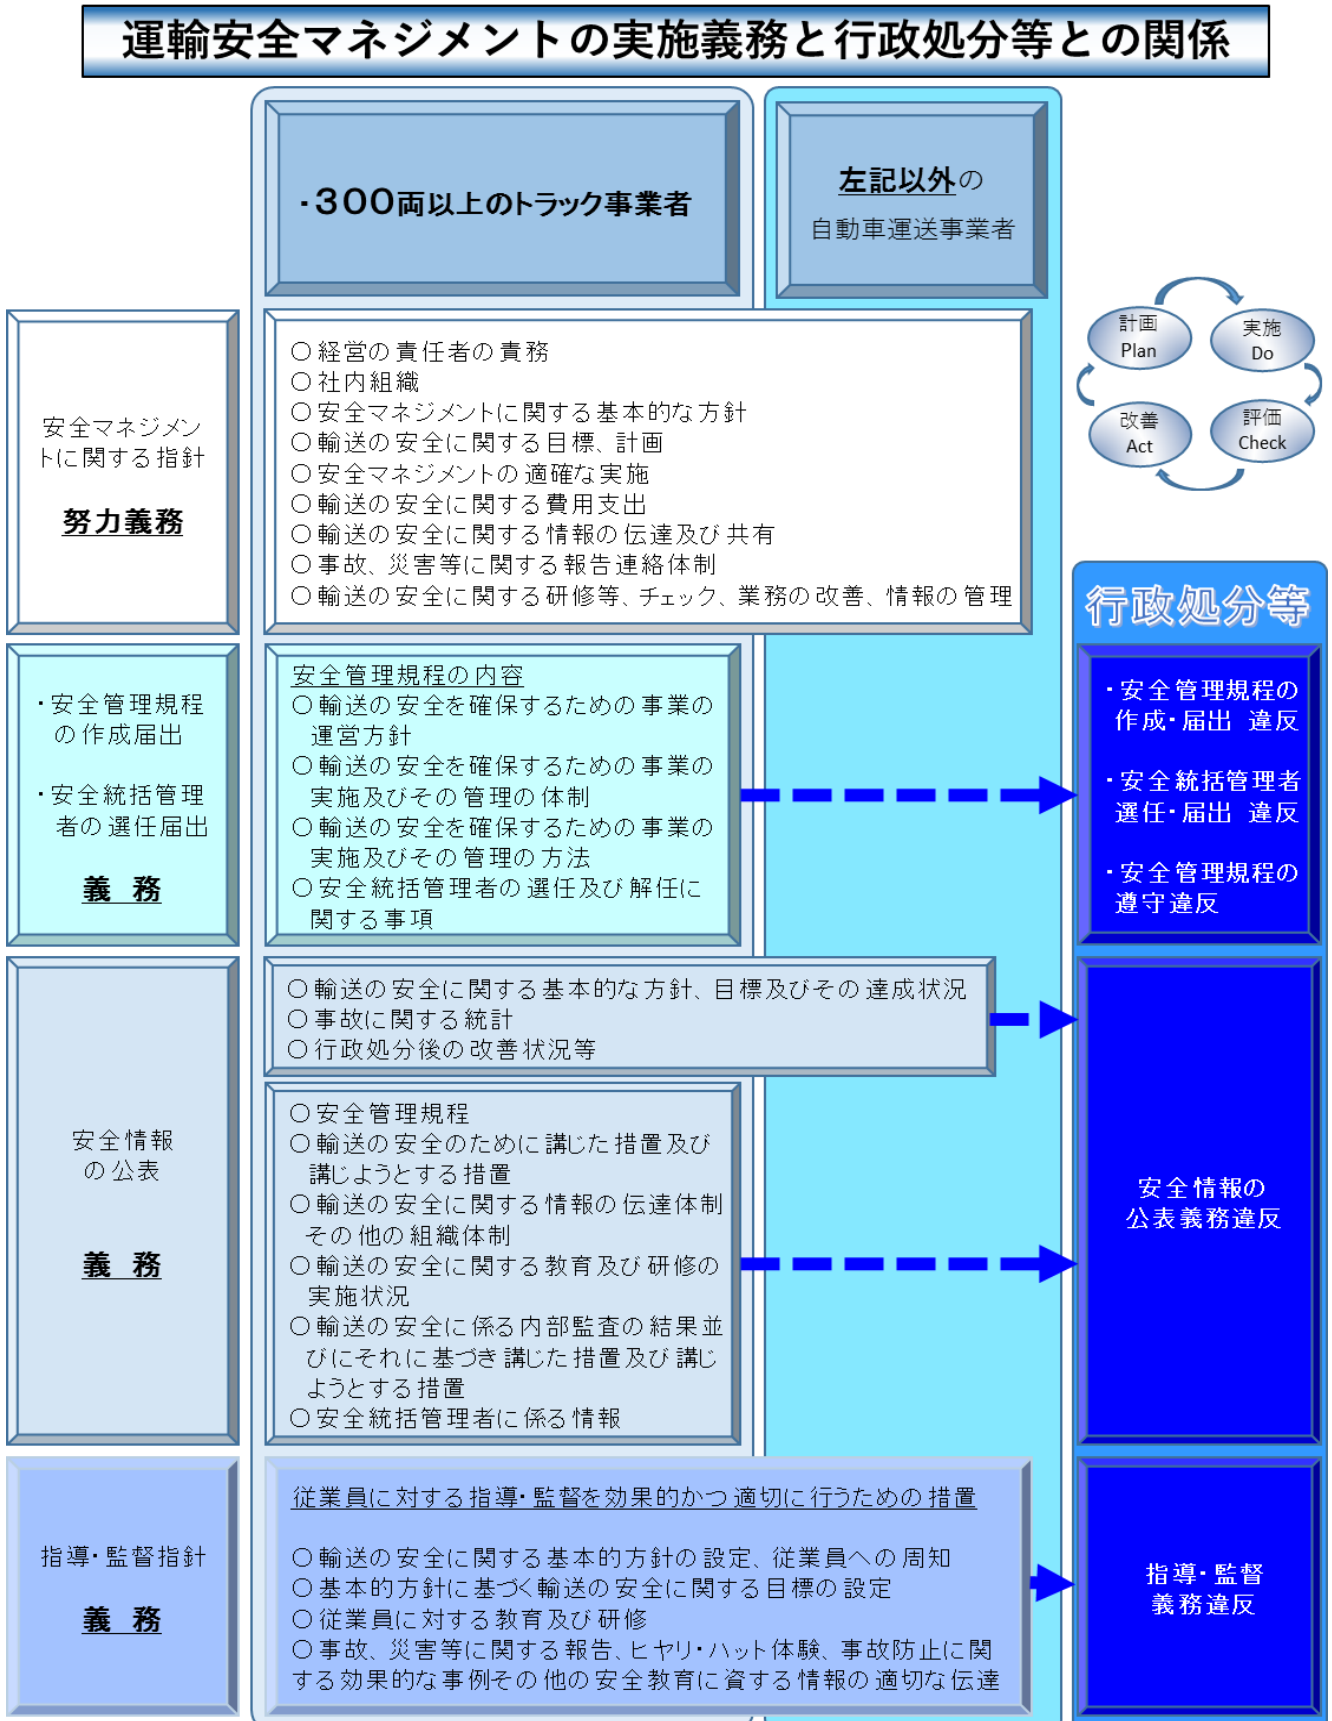 運輸安全マネジメントの実施義務と行政処分等との関係
・300両以上のトラック事業者
左記以外の
自動車運送事業者
計画
Plan
実施
Do
改善
Act
評価
Check
安全マネジメン
トに関する指針
努力義務
○経営の責任者の責務
○社内組織
○安全マネジメントに関する基本的な方針
○輸送の安全に関する目標、計画
○安全マネジメントの適確な実施
○輸送の安全に関する費用支出
○輸送の安全に関する情報の伝達及び共有
○事故、災害等に関する報告連絡体制
○輸送の安全に関する研修等、チェック、業務の改善、情報の管理
行政処分等
・安全管理規程
の作成届出
・安全統括管理
者の選任届出
義 務
安全管理規程の内容
○輸送の安全を確保するための事業の
運営方針
○輸送の安全を確保するための事業の
実施及びその管理の体制
○輸送の安全を確保するための事業の
実施及びその管理の方法
○安全統括管理者の選任及び解任に
関する事項
・安全管理規程の
作成・届出 違反
・安全統括管理者
選任・届出 違反
・安全管理規程の
遵守違反
安全情報
の公表
義 務
○輸送の安全に関する基本的な方針、目標及びその達成状況
○事故に関する統計
○行政処分後の改善状況等
○安全管理規程
○輸送の安全のために講じた措置及び
講じようとする措置
○輸送の安全に関する情報の伝達体制
その他の組織体制
○輸送の安全に関する教育及び研修の
実施状況
○輸送の安全に係る内部監査の結果並
びにそれに基づき講じた措置及び講じ
ようとする措置
○安全統括管理者に係る情報
安全情報の
公表義務違反
指導・監督指針
義 務
従業員に対する指導・監督を効果的かつ適切に行うための措置
○輸送の安全に関する基本的方針の設定、従業員への周知
○基本的方針に基づく輸送の安全に関する目標の設定
○従業員に対する教育及び研修
○事故、災害等に関する報告、ヒヤリ・ハット体験、事故防止に関
する効果的な事例その他の安全教育に資する情報の適切な伝達
指導・監督
義務違反